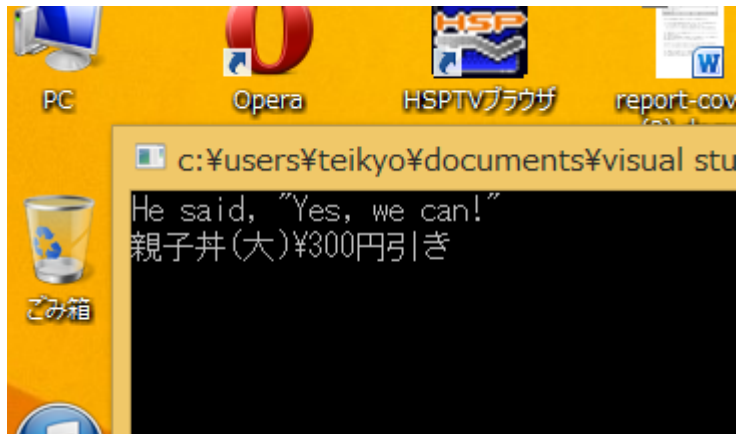 HSP
W
PC
Opera
HSPTVブラウザ
report-cov
c:¥users¥teikyo¥documents¥visual stu
He said, "Yes, we can!"
親子丼(大)¥300円引き
ごみ箱